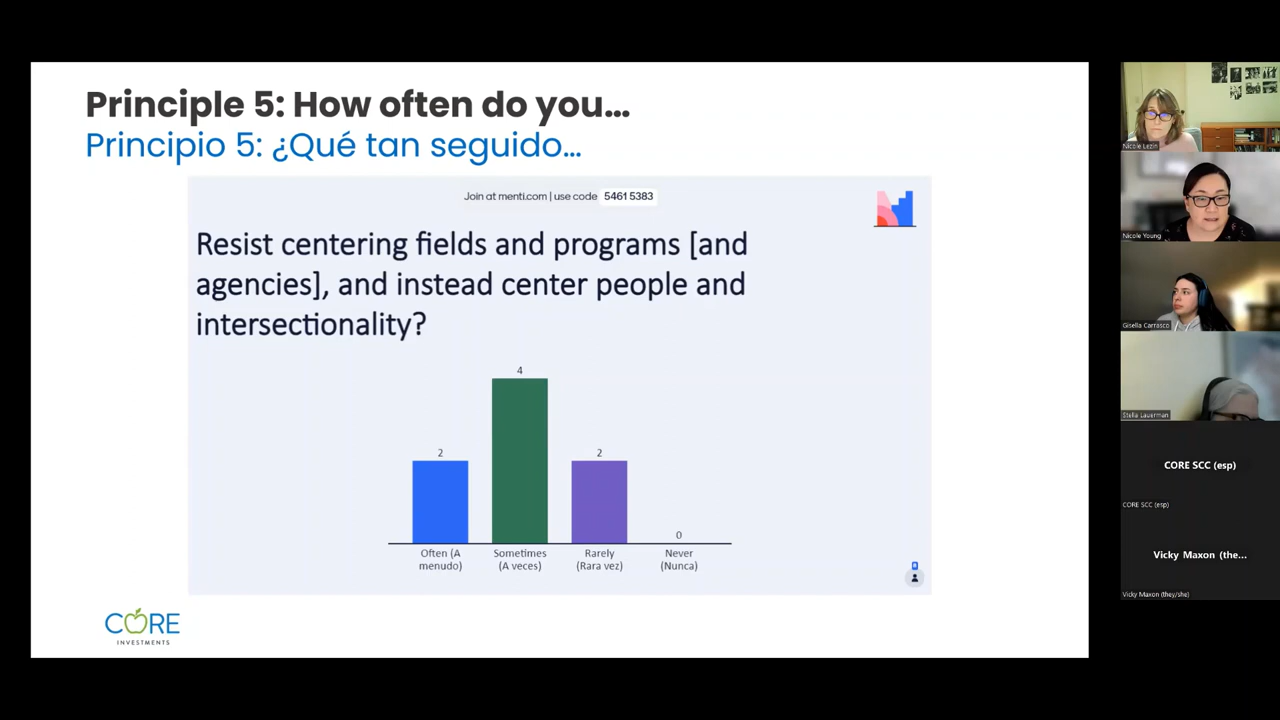 Principle 5: How often do you...
Principio 5: ¿Qué tan seguido...
Join at menti.com | use code 5461 5383
Resist centering fields and programs [and
agencies], and instead center people and
intersectionality?
2
4
2
0
Often (A
menudo)
Sometimes
(A veces)
Rarely
(Rara vez)
Never
(Nunca)
CORE
INVESTMENTS
Nicole Lezin
Nicole Young
Gisella Carrasco
Stella Lauerman
CORE SCC (esp)
CORE SCC (esp)
Vicky Maxon (the...
Vicky Maxon (they/she)